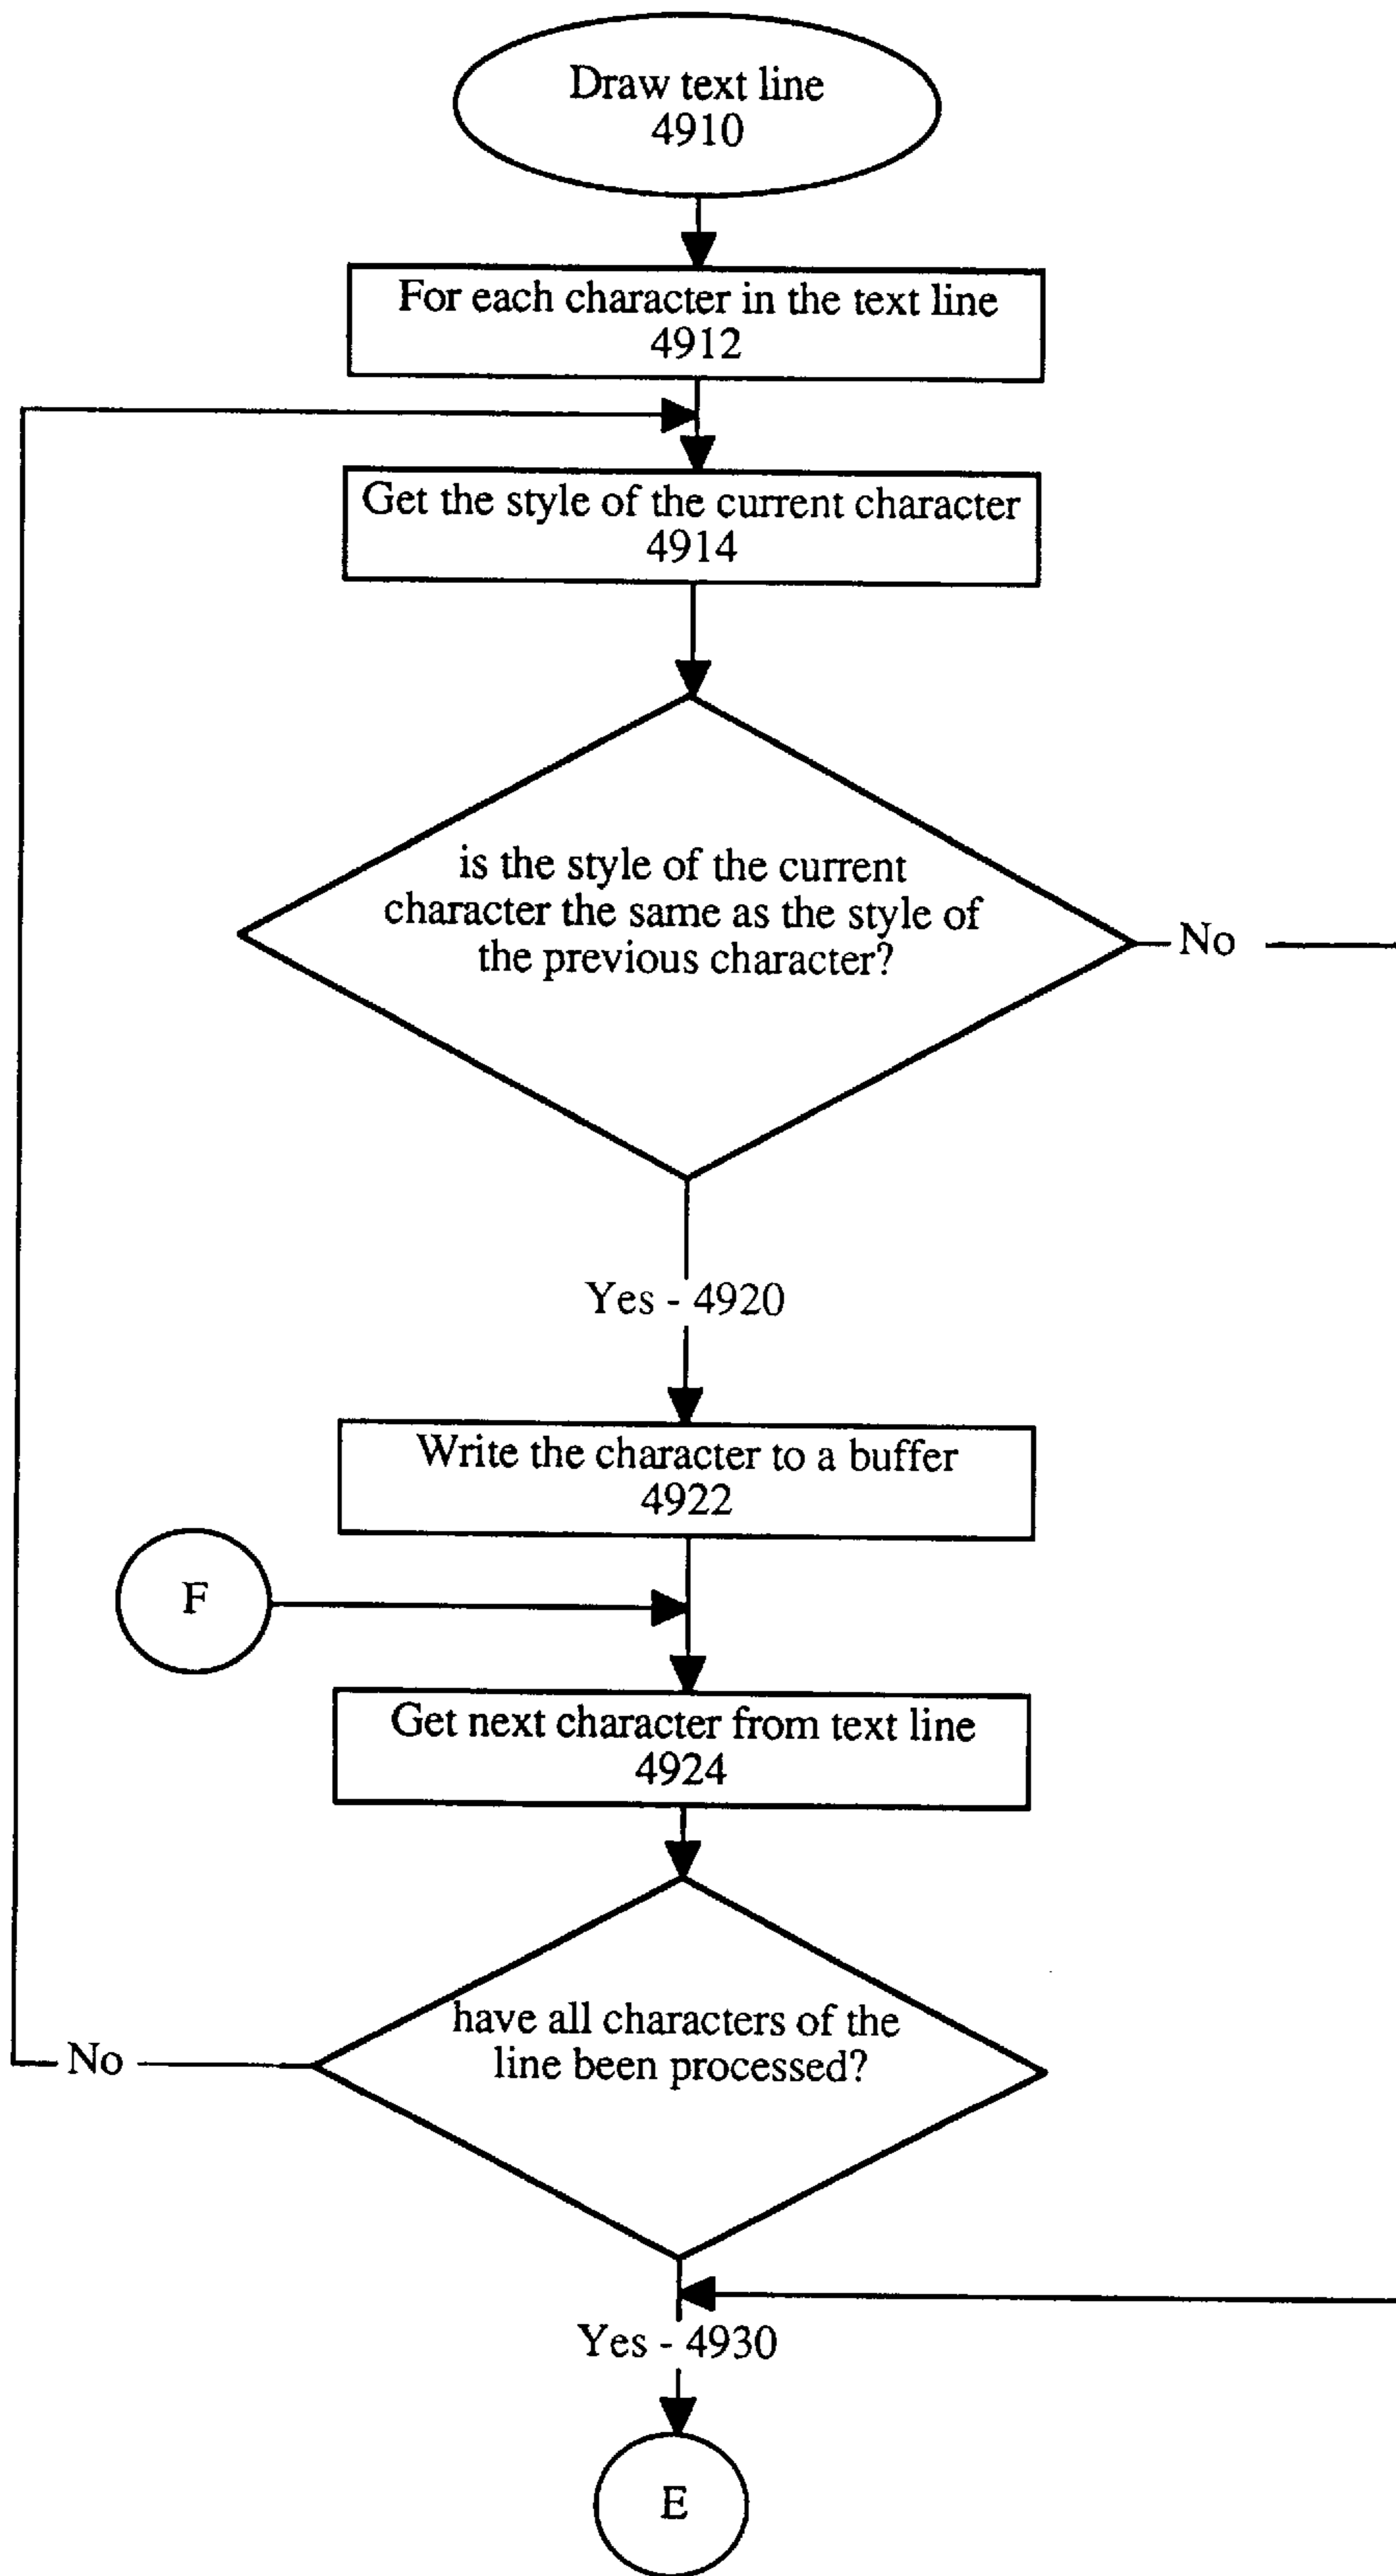 Draw text line
4910
For each character in the text line
4912
Get the style of the current character
4914
is the style of the current
character the same as the style of
the previous character?
No
Yes - 4920
Write the character to a buffer
4922
F
Get next character from text line
4924
have all characters of the
line been processed?
No
Yes - 4930
E